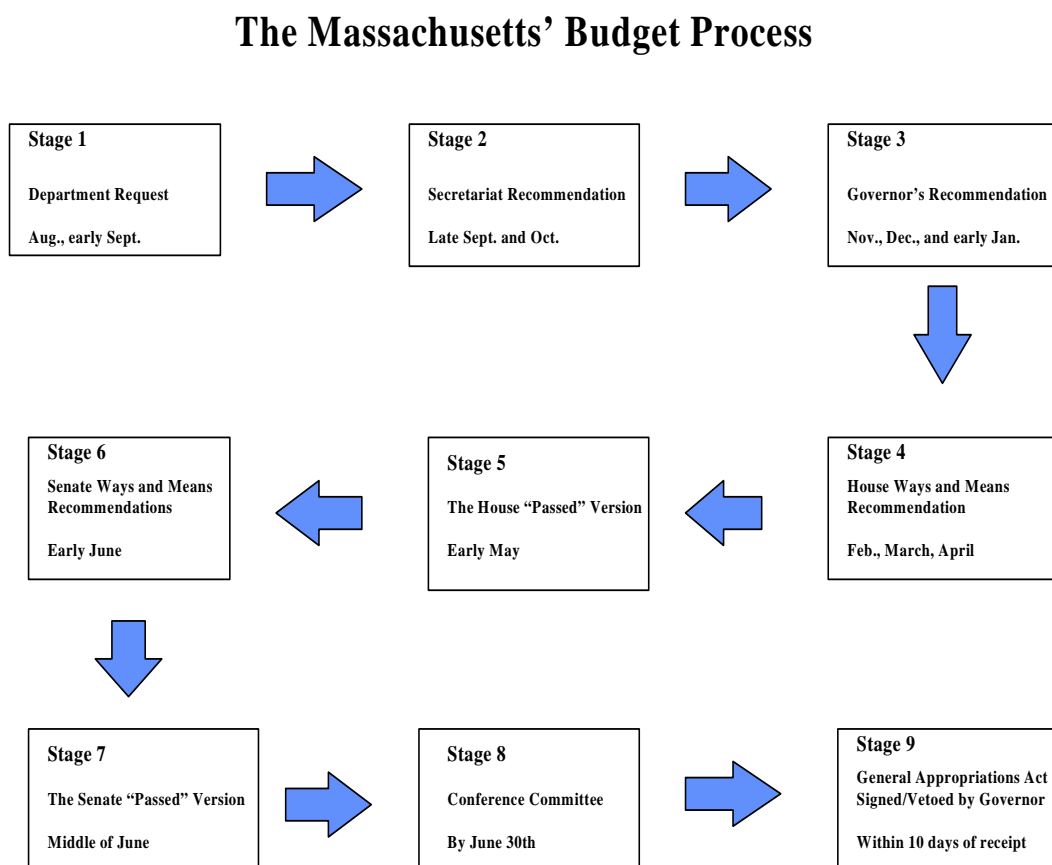 The Massachusetts’ Budget Process
Stage 1
Department Request
Aug., early Sept.
Stage 2
Secretariat Recommendation
Late Sept. and Oct.
Stage 3
Governor’s Recommendation
Nov., Dec., and early Jan.
Stage 4
House Ways and Means
Recommendation
Feb., March, April
Stage 5
The House “Passed” Version
Early May
Stage 6
Senate Ways and Means
Recommendations
Early June
Stage 7
The Senate “Passed” Version
Middle of June
Stage 8
Conference Committee
By June 30th
Stage 9
General Appropriations Act
Signed/Vetoed by Governor
Within 10 days of receipt